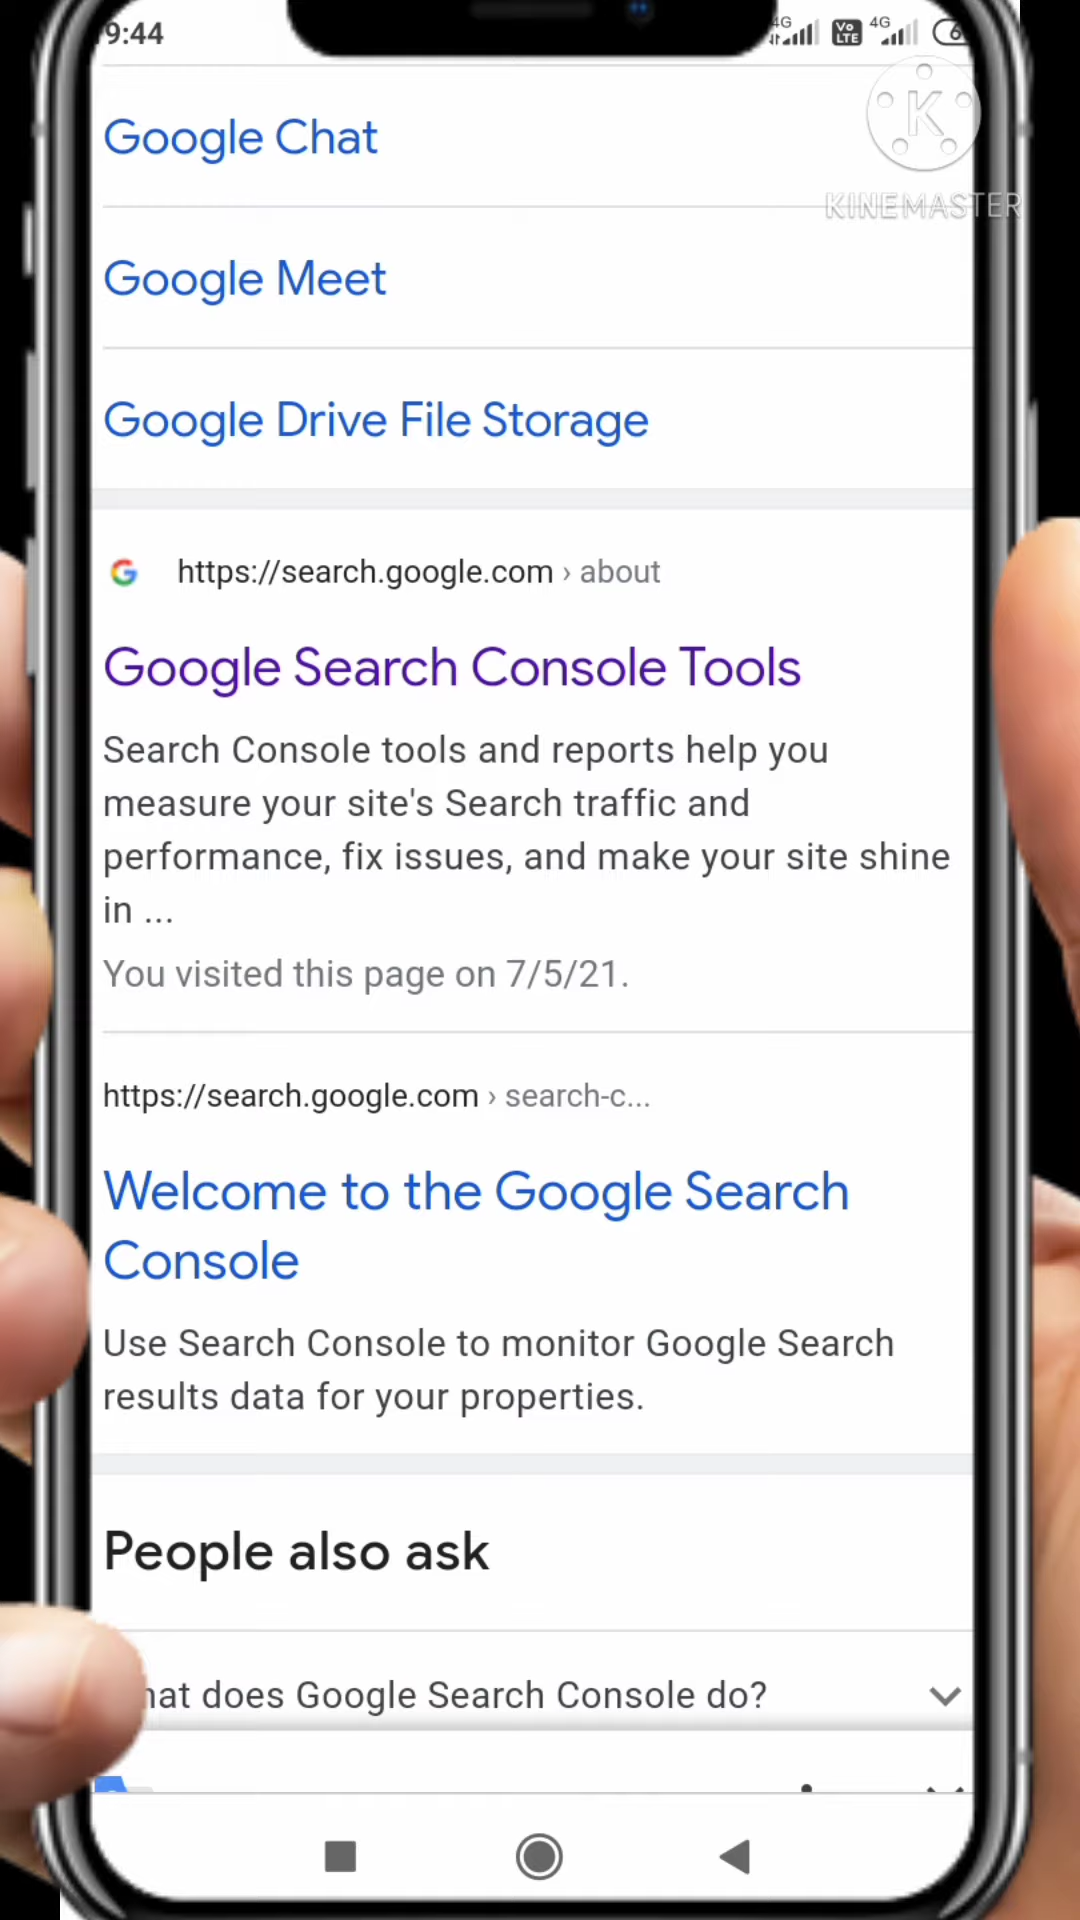 9:44
4G
Vo
LTE
4G
6
K
KINEMASTER
Google Chat
Google Meet
Google Drive File Storage
G
https://search.google.com › about
Google Search Console Tools
Search Console tools and reports help you
measure your site's Search traffic and
performance, fix issues, and make your site shine
in ...
You visited this page on 7/5/21.
https://search.google.com › search-c...
Welcome to the Google Search
Console
Use Search Console to monitor Google Search
results data for your properties.
People also ask
hat does Google Search Console do?